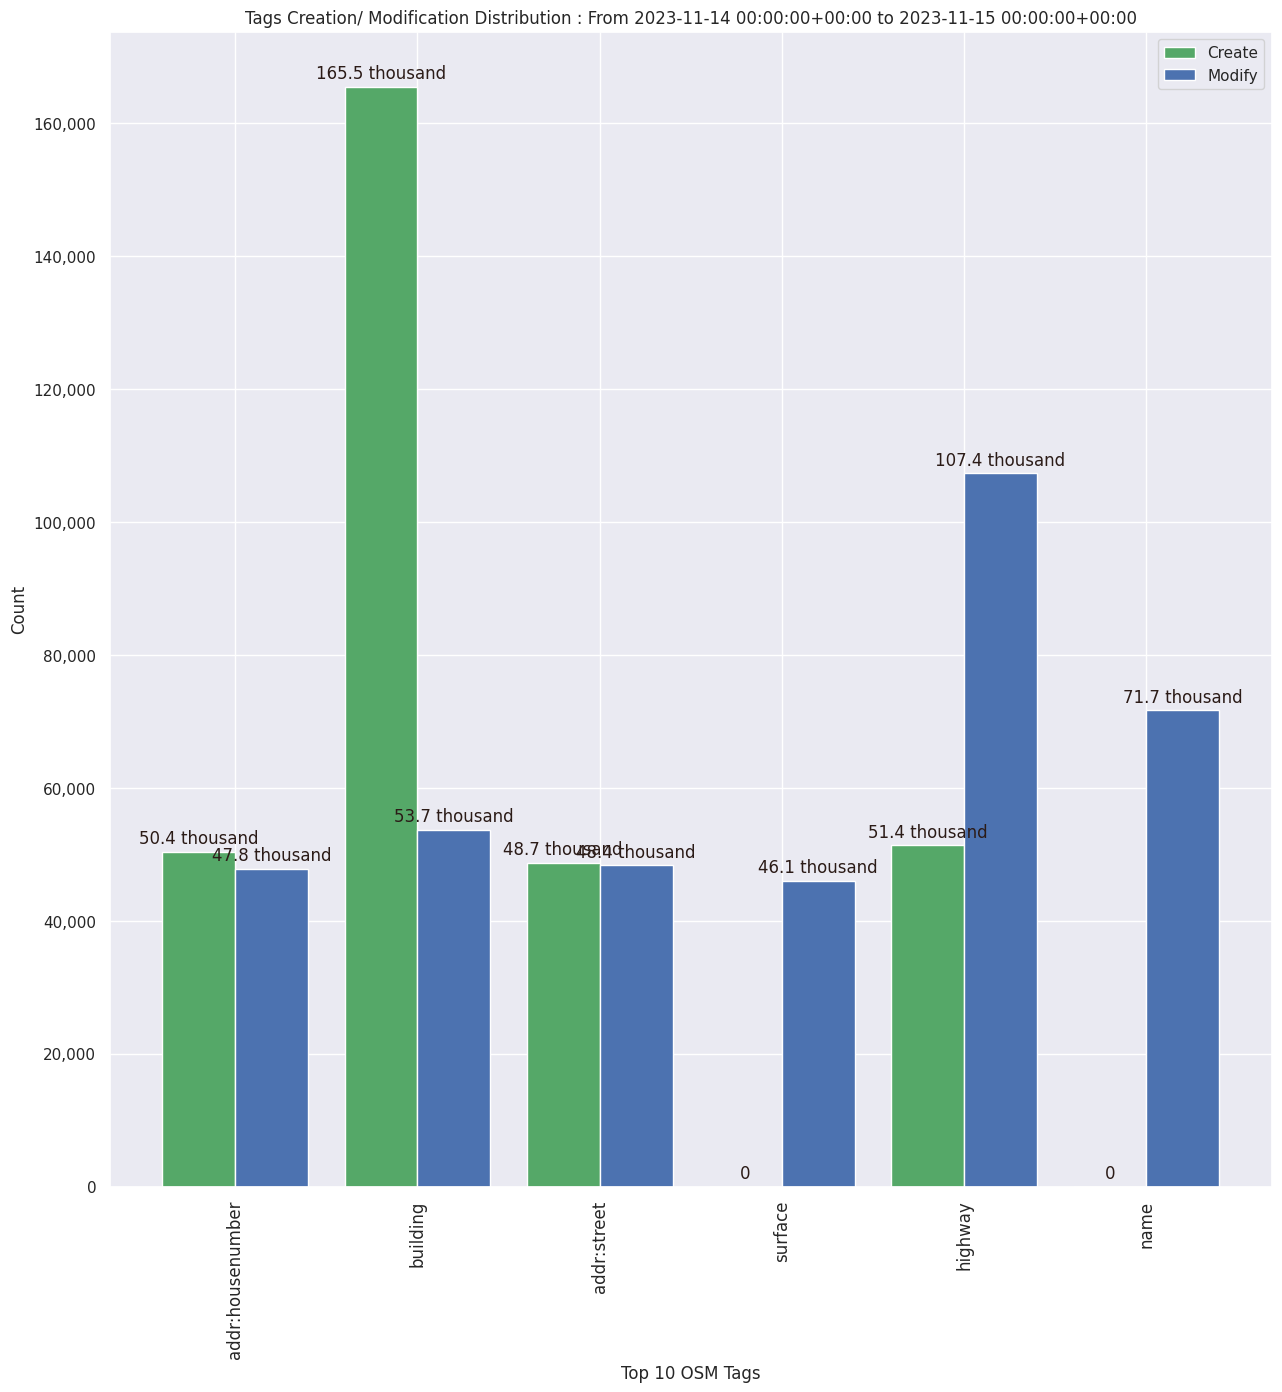 Tags Creation/ Modification Distribution : From 2023-11-14 00:00:00+00:00 to 2023-11-15 00:00:00+00:00
Create
Modify
165.5 thousand
160,000
140,000
120,000
107.4 thousand
100,000
Count
80,000
71.7 thousand
60,000
53.7 thousand
50.4 thousand
47.8 thousand
48.7 thousand
48.4 thousand
51.4 thousand
46.1 thousand
40,000
20,000
0
0
0
addr:housenumber
building
addr:street
surface
highway
name
Top 10 OSM Tags